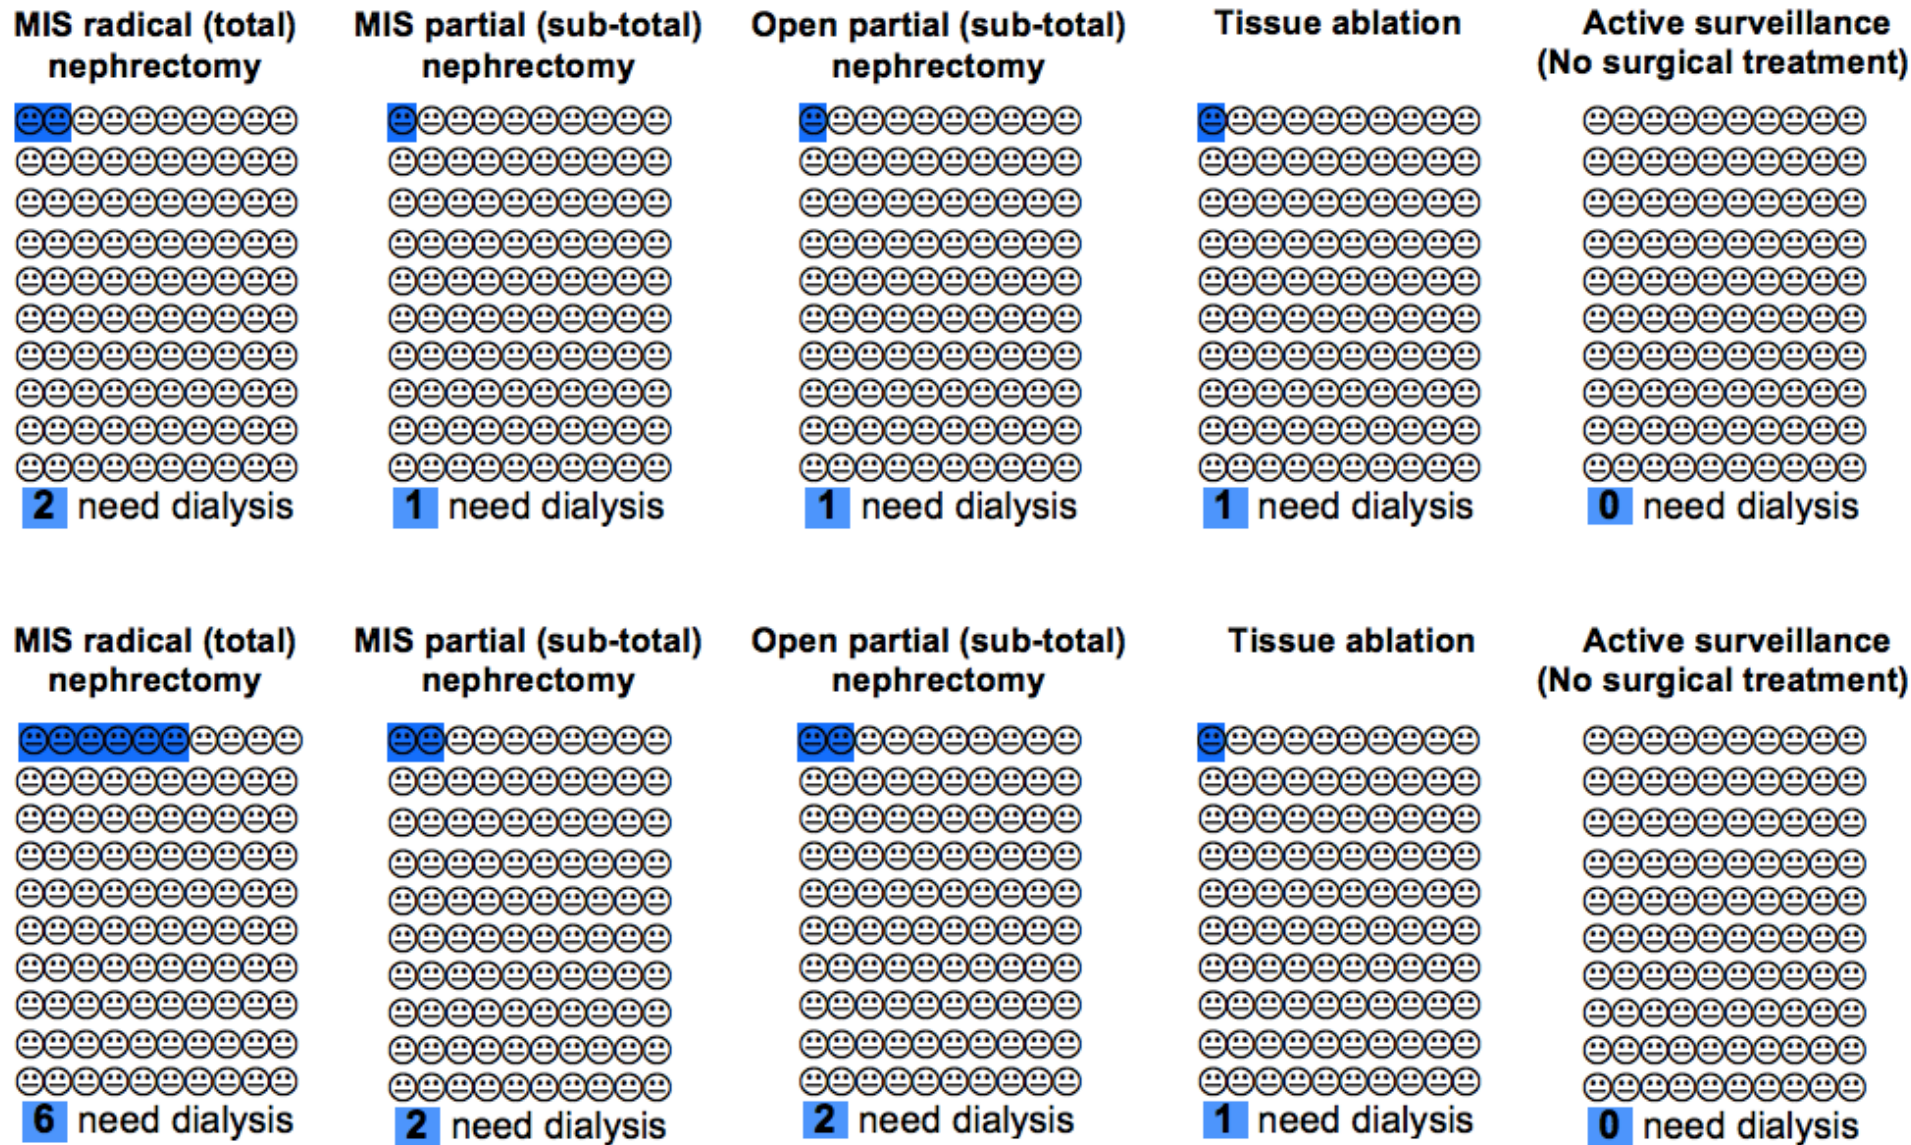 MIS radical (total)
nephrectomy
MIS partial (sub-total)
nephrectomy
Open partial (sub-total)
nephrectomy
Tissue ablation
Active surveillance
(No surgical treatment)
2 need dialysis
1 need dialysis
1 need dialysis
1 need dialysis
0 need dialysis
MIS radical (total)
nephrectomy
MIS partial (sub-total)
nephrectomy
Open partial (sub-total)
nephrectomy
Tissue ablation
Active surveillance
(No surgical treatment)
6 need dialysis
2 need dialysis
2 need dialysis
1 need dialysis
0 need dialysis